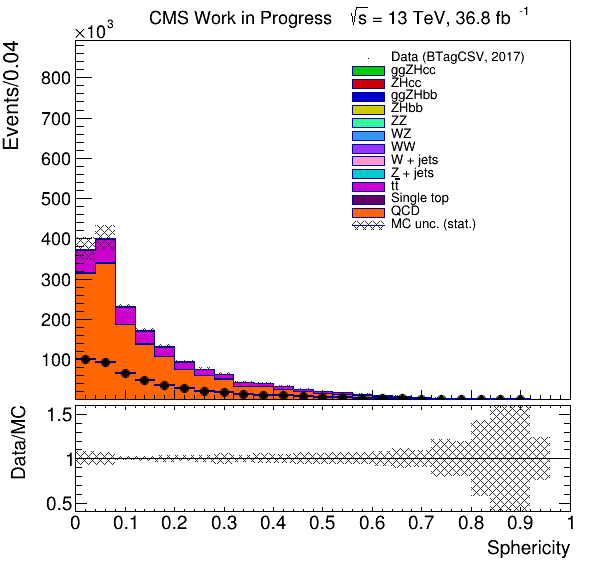 CMS Work in Progress √s = 13 TeV, 36.8 fb -1
×10³
Events/0.04
800
700
600
500
400
300
200
100
Data (BTagCSV, 2017)
ggZHcc
ZHcc
ggZHbb
ZHbb
ZZ
WZ
WW
W + jets
Z + jets
tt̄
Single top
QCD
MC unc. (stat.)
Data/MC
1.5
1
0.5
0 0.1 0.2 0.3 0.4 0.5 0.6 0.7 0.8 0.9 1
Sphericity